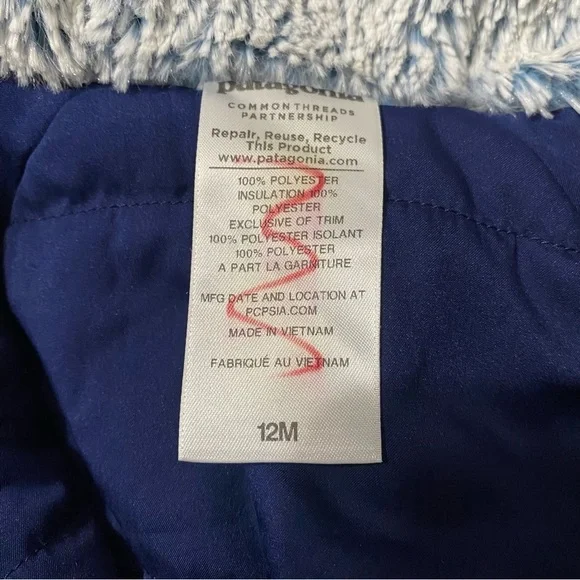 patagonia
COMMONTHREADS
PARTNERSHIP
Repair, Reuse, Recycle
This Product
www.patagonia.com
100% POLYESTER
INSULATION 100%
POLYESTER
EXCLUSIVE OF TRIM
100% POLYESTER ISOLANT
100% POLYESTER
A PART LA GARNITURE
MFG DATE AND LOCATION AT
PCPSIA.COM
MADE IN VIETNAM
FABRIQUÉ AU VIETNAM
12M